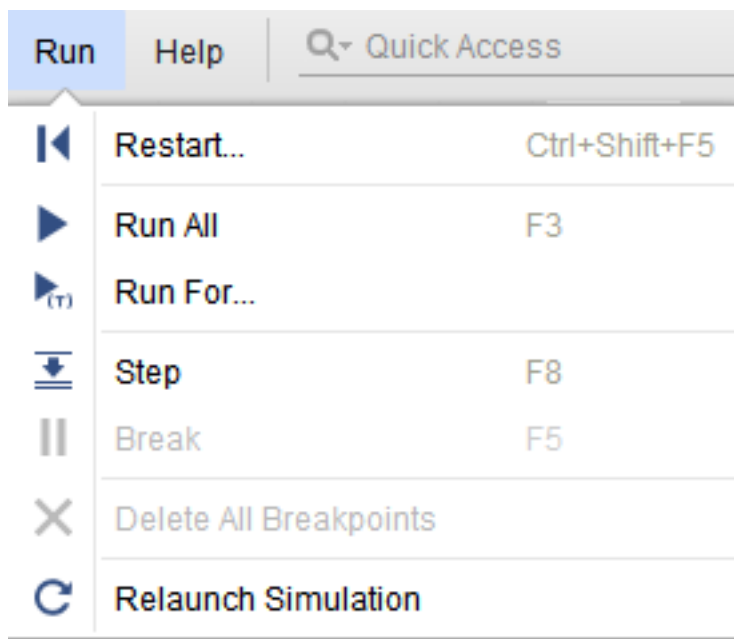 Run Help Quick Access
Restart... Ctrl+Shift+F5
Run All F3
(T) Run For...
Step F8
Break F5
Delete All Breakpoints
Relaunch Simulation